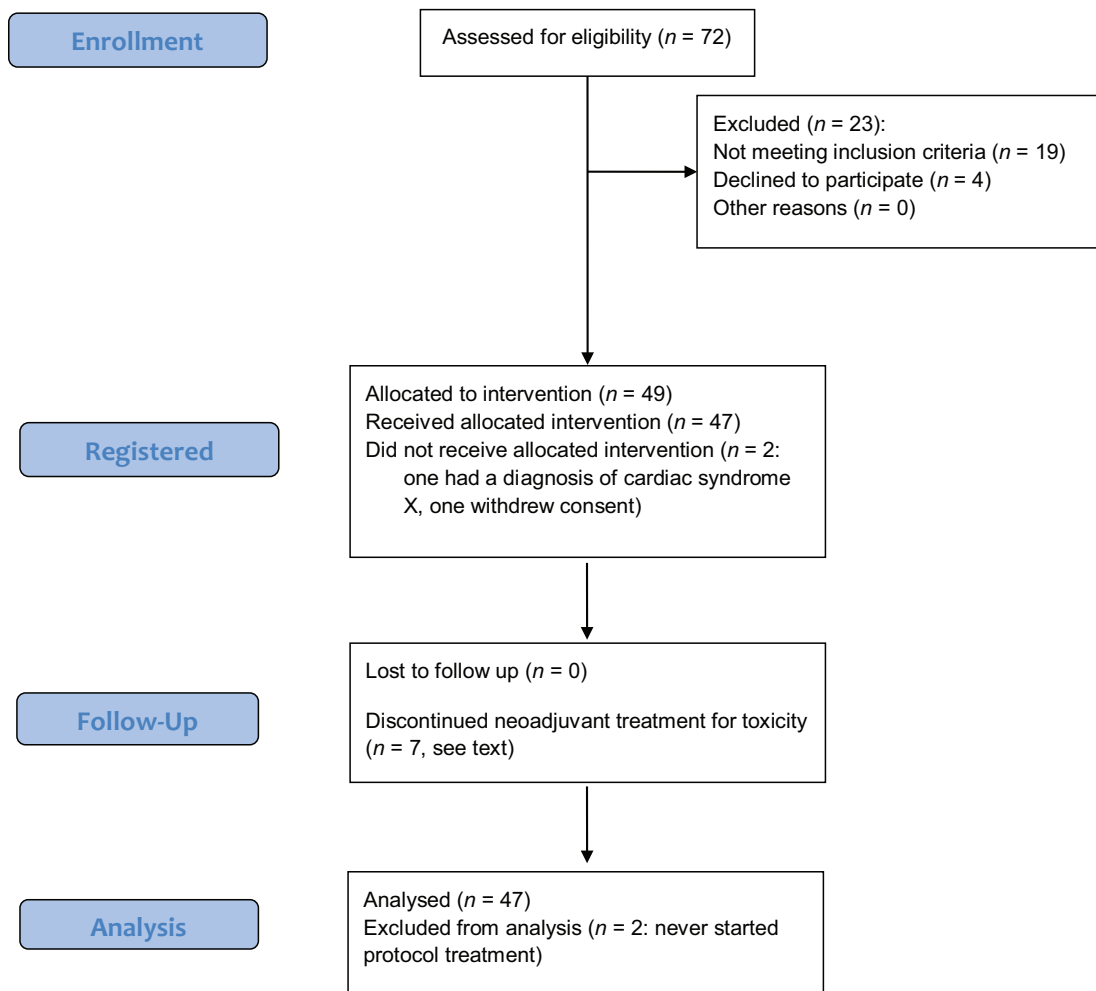 Enrollment
Assessed for eligibility (n = 72)
Excluded (n = 23):
Not meeting inclusion criteria (n = 19)
Declined to participate (n = 4)
Other reasons (n = 0)
Registered
Allocated to intervention (n = 49)
Received allocated intervention (n = 47)
Did not receive allocated intervention (n = 2:
one had a diagnosis of cardiac syndrome
X, one withdrew consent)
Follow-Up
Lost to follow up (n = 0)
Discontinued neoadjuvant treatment for toxicity
(n = 7, see text)
Analysis
Analysed (n = 47)
Excluded from analysis (n = 2: never started
protocol treatment)